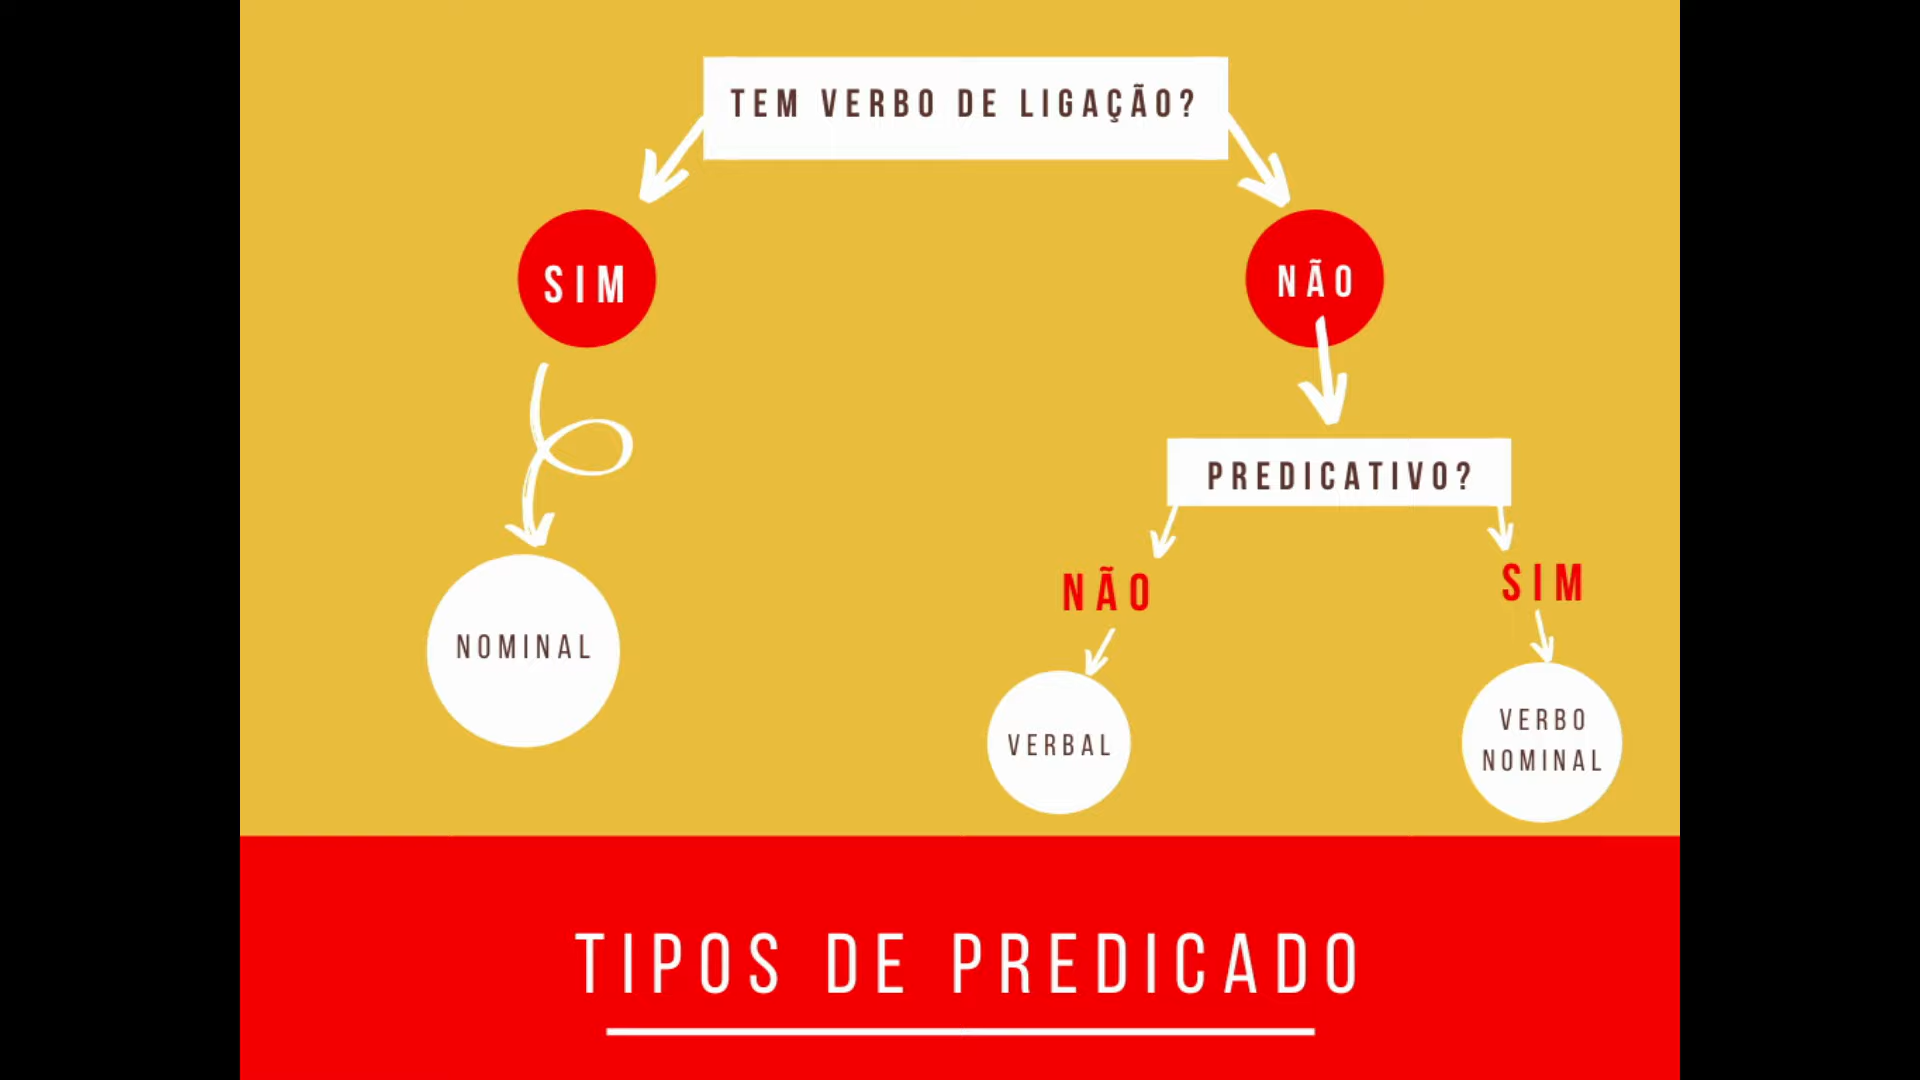 TEM VERBO DE LIGAÇÃO?
SIM
NÃO
PREDICATIVO?
NÃO
SIM
NOMINAL
VERBAL
VERBO
NOMINAL
TIPOS DE PREDICADO